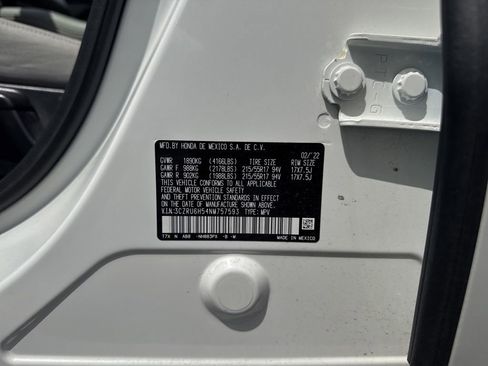 MFD.BY HONDA DE MEXICO S.A. DE C.V. 02/'22
GVWR 1890KG (4166LBS) TIRE SIZE RIM SIZE
GAWR F 988KG (2178LBS) 215/55R17 94V 17X7.5J
GAWR R 902KG (1988LBS) 215/55R17 94V 17X7.5J
THIS VEHICLE CONFORMS TO ALL APPLICABLE FEDERAL MOTOR
VEHICLE SAFETY AND THEFT PREVENTION STANDARDS IN EFFECT
ON THE DATE OF MANUFACTURE SHOWN ABOVE.
V.I.N:3CZRU6H54NM757593 TYPE: MPV
17X N ABB -NH883PX -B -W MADE IN MEXICO